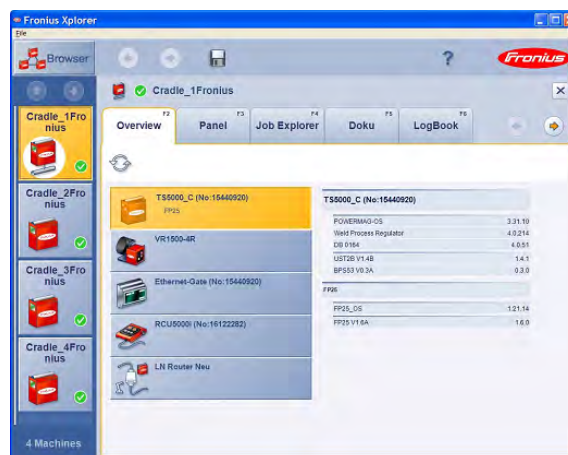 Fronius Xplorer
File
Browser
?
Fronius
Cradle_1Fronius
Cradle_1Fro
nius
Cradle_2Fro
nius
Cradle_3Fro
nius
Cradle_4Fro
nius
4 Machines
F2
Overview
F3
Panel
F4
Job Explorer
F5
Doku
F6
LogBook
TS5000_C (No:15440920)
FP25
VR1500-4R
Ethernet-Gate (No:15440920)
RCU5000i (No:16122282)
LN Router Neu
TS5000_C (No:15440920)
POWERMAG-OS 3.31.10
Weld Process Regulator 4.0.214
DB 0164 4.0.51
UST2B V1.4B 1.4.1
BPS53 V0.3A 0.3.0
FP25
FP25_OS 1.21.14
FP25 V1.6A 1.6.0